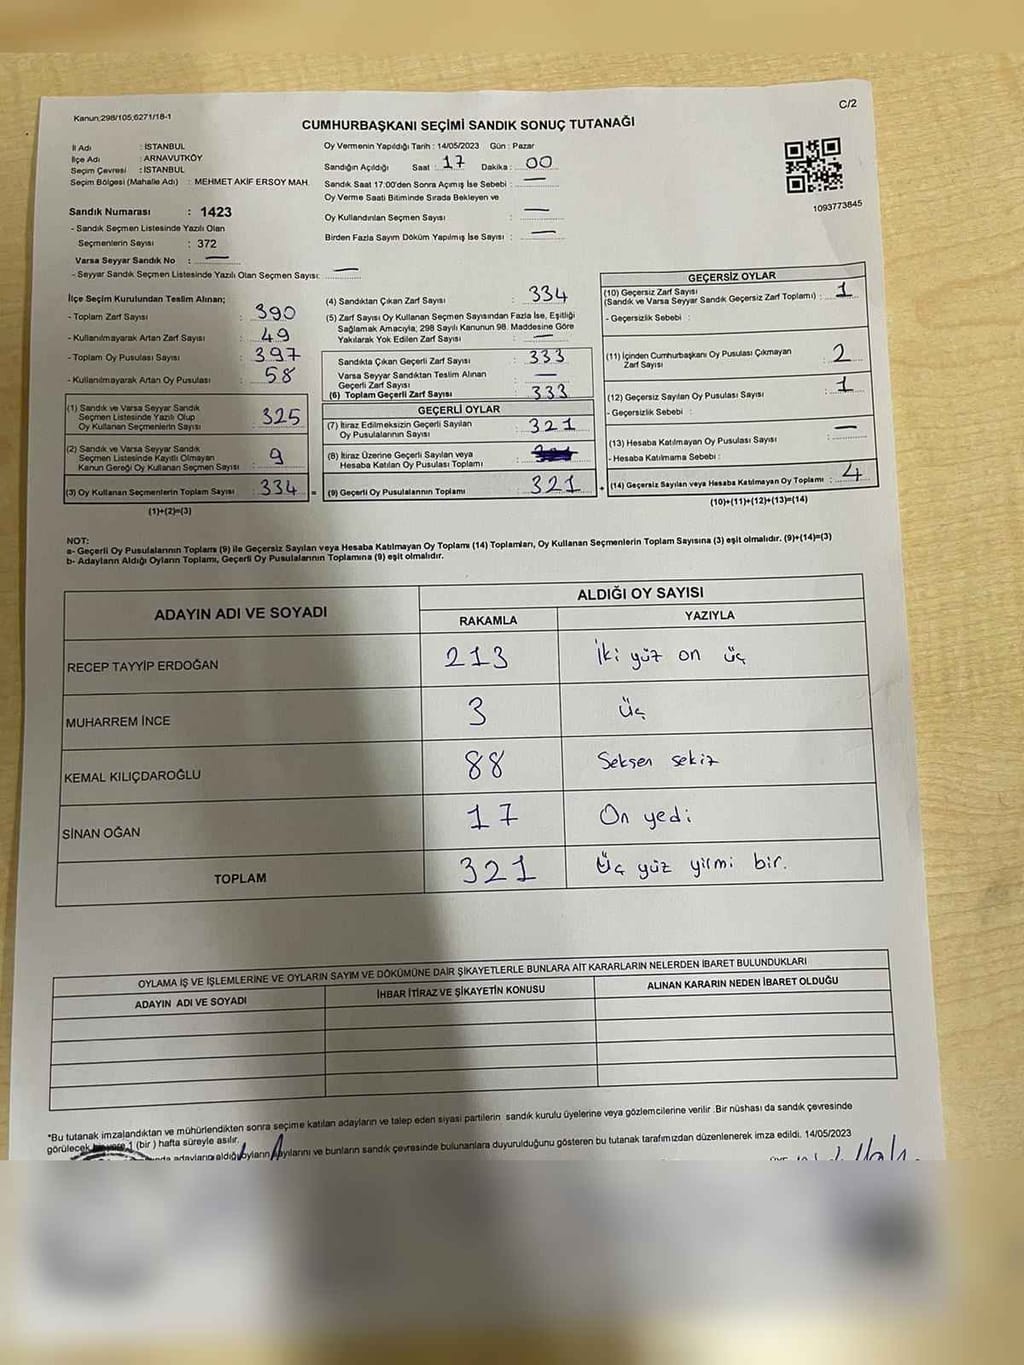 Kanun;298/105;6271/18-1
C/2
CUMHURBAŞKANI SEÇİMİ SANDIK SONUÇ TUTANAĞI
İl Adı : İSTANBUL
İlçe Adı : ARNAVUTKÖY
Seçim Çevresi : İSTANBUL
Seçim Bölgesi (Mahalle Adı) : MEHMET AKİF ERSOY MAH.
Sandık Numarası : 1423
- Sandık Seçmen Listesinde Yazılı Olan
Seçmenlerin Sayısı : 372
Varsa Seyyar Sandık No : —
- Seyyar Sandık Seçmen Listesinde Yazılı Olan Seçmen Sayısı: —
Oy Vermenin Yapıldığı Tarih : 14/05/2023 Gün : Pazar
Sandığın Açıldığı Saat : 17 Dakika : 00
Sandık Saat 17:00'den Sonra Açımış İse Sebebi : —
Oy Verme Saati Bitiminde Sırada Bekleyen ve
Oy Kullandırılan Seçmen Sayısı : —
Birden Fazla Sayım Döküm Yapılmış İse Sayısı : —
1093773845
İlçe Seçim Kurulundan Teslim Alınan;
- Toplam Zarf Sayısı : 390
- Kullanılmayarak Artan Zarf Sayısı : 49
- Toplam Oy Pusulası Sayısı : 397
- Kullanılmayarak Artan Oy Pusulası : 58
(1) Sandık ve Varsa Seyyar Sandık
Seçmen Listesinde Yazılı Olup
Oy Kullanan Seçmenlerin Sayısı : 325
(2) Sandık ve Varsa Seyyar Sandık
Seçmen Listesinde Kayıtlı Olmayan
Kanun Gereği Oy Kullanan Seçmen Sayısı : 9
(3) Oy Kullanan Seçmenlerin Toplam Sayısı : 334
(1)+(2)=(3)
(4) Sandıktan Çıkan Zarf Sayısı : 334
(5) Zarf Sayısı Oy Kullanan Seçmen Sayısından Fazla İse, Eşitliği
Sağlamak Amacıyla; 298 Sayılı Kanunun 98. Maddesine Göre
Yakılarak Yok Edilen Zarf Sayısı : —
Sandıkta Çıkan Geçerli Zarf Sayısı : 333
Varsa Seyyar Sandıktan Teslim Alınan
Geçerli Zarf Sayısı : —
(6) Toplam Geçerli Zarf Sayısı : 333
GEÇERLİ OYLAR
(7) İtiraz Edilmeksizin Geçerli Sayılan
Oy Pusulalarının Sayısı : 321
(8) İtiraz Üzerine Geçerli Sayılan veya
Hesaba Katılan Oy Pusulası Toplamı :
= (9) Geçerli Oy Pusulalarının Toplamı : 321
GEÇERSİZ OYLAR
(10) Geçersiz Zarf Sayısı
(Sandık ve Varsa Seyyar Sandık Geçersiz Zarf Toplamı) : 1
- Geçersizlik Sebebi :
(11) İçinden Cumhurbaşkanı Oy Pusulası Çıkmayan
Zarf Sayısı : 2
(12) Geçersiz Sayılan Oy Pusulası Sayısı : 1
- Geçersizlik Sebebi :
(13) Hesaba Katılmayan Oy Pusulası Sayısı : —
- Hesaba Katılmama Sebebi :
+ (14) Geçersiz Sayılan veya Hesaba Katılmayan Oy Toplamı : 4
(10)+(11)+(12)+(13)=(14)
NOT:
a- Geçerli Oy Pusulalarının Toplamı (9) ile Geçersiz Sayılan veya Hesaba Katılmayan Oy Toplamı (14) Toplamları, Oy Kullanan Seçmenlerin Toplam Sayısına (3) eşit olmalıdır. (9)+(14)=(3)
b- Adayların Aldığı Oyların Toplamı, Geçerli Oy Pusulalarının Toplamına (9) eşit olmalıdır.
ADAYIN ADI VE SOYADI
ALDIĞI OY SAYISI
RAKAMLA YAZIYLA
RECEP TAYYİP ERDOĞAN 213 İki yüz on üç
MUHARREM İNCE 3 üç
KEMAL KILIÇDAROĞLU 88 Seksen sekiz
SİNAN OĞAN 17 On yedi
TOPLAM 321 üç yüz yirmi bir.
OYLAMA İŞ VE İŞLEMLERİNE VE OYLARIN SAYIM VE DÖKÜMÜNE DAİR ŞİKAYETLERLE BUNLARA AİT KARARLARIN NELERDEN İBARET BULUNDUKLARI
ADAYIN ADI VE SOYADI İHBAR İTİRAZ VE ŞİKAYETİN KONUSU ALINAN KARARIN NEDEN İBARET OLDUĞU
*Bu tutanak imzalandıktan ve mühürlendikten sonra seçime katılan adayların ve talep eden siyasi partilerin sandık kurulu üyelerine veya gözlemcilerine verilir .Bir nüshası da sandık çevresinde
görülecek bir yere 1 (bir ) hafta süreyle asılır.
adayların aldığı oyların sayılarını ve bunların sandık çevresinde bulunanlara duyurulduğunu gösteren bu tutanak tarafımızdan düzenlenerek imza edildi. 14/05/2023